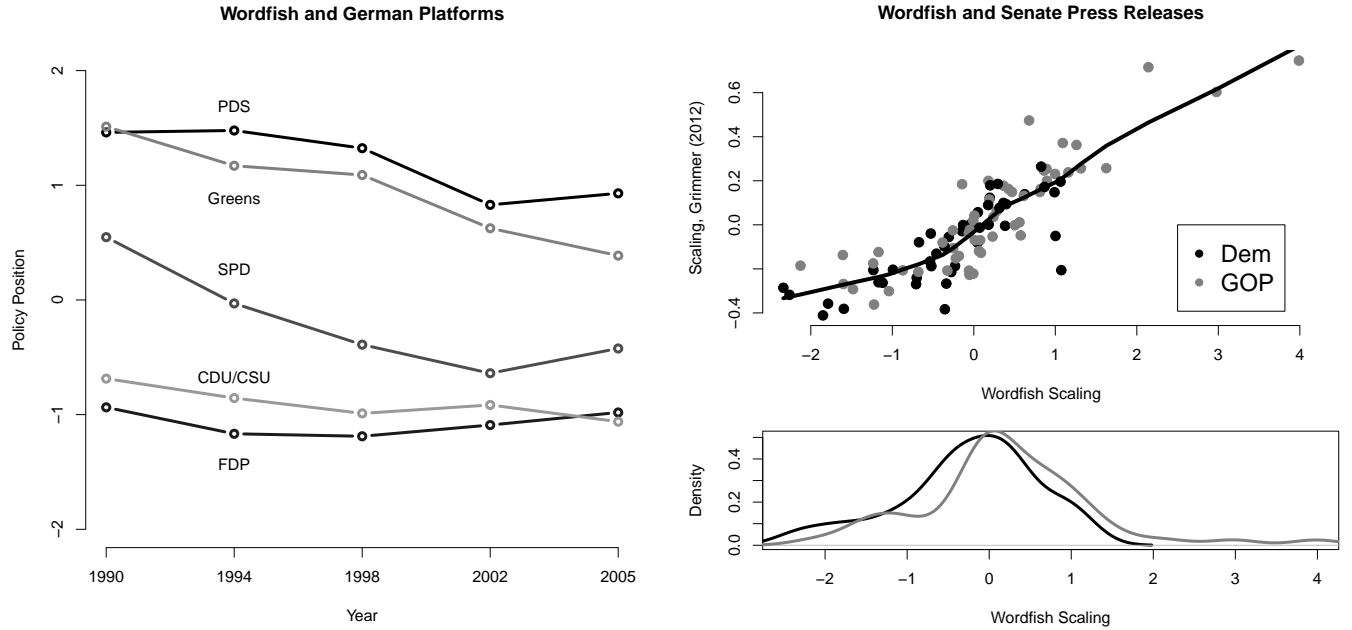 Wordfish and German Platforms
Policy Position
2
1
0
−1
−2
PDS
Greens
SPD
CDU/CSU
FDP
1990 1994 1998 2002 2005
Year
Wordfish and Senate Press Releases
Scaling, Grimmer (2012)
0.6
0.4
0.2
0.0
−0.4
Dem
GOP
−2 −1 0 1 2 3 4
Wordfish Scaling
Density
0.4
0.2
0.0
−2 −1 0 1 2 3 4
Wordfish Scaling